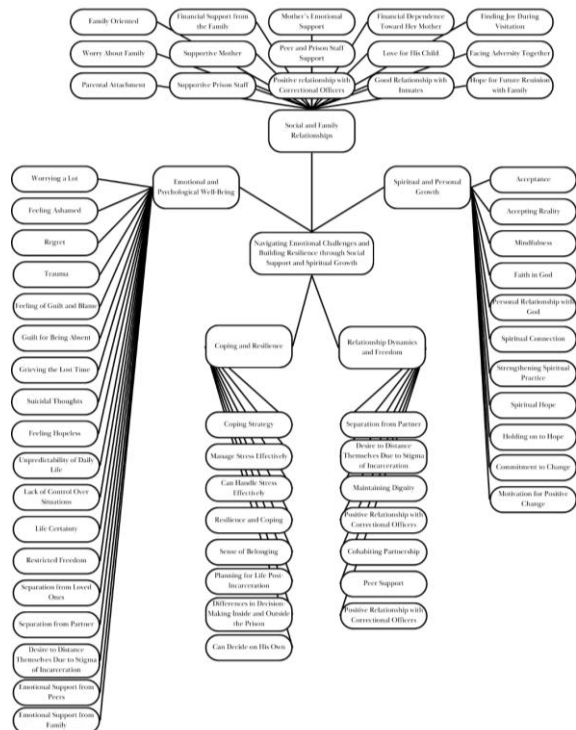 Family Oriented
Financial Support from
the Family
Mother's Emotional
Support
Financial Dependence
Toward Her Mother
Finding Joy During
Visitation
Worry About Family
Supportive Mother
Peer and Prison Staff
Support
Love for His Child
Facing Adversity Together
Parental Attachment
Supportive Prison Staff
Positive relationship with
Correctional Officers
Good Relationship with
Inmates
Hope for Future Reunion
with Family
Social and Family
Relationships
Emotional and
Psychological Well-Being
Spiritual and Personal
Growth
Navigating Emotional Challenges and
Building Resilience through Social
Support and Spiritual Growth
Coping and Resilience
Relationship Dynamics
and Freedom
Worrying a Lot
Feeling Ashamed
Regret
Trauma
Feeling of Guilt and Blame
Guilt for Being Absent
Grieving the Lost Time
Suicidal Thoughts
Feeling Hopeless
Unpredictability of Daily
Life
Lack of Control Over
Situations
Life Certainty
Restricted Freedom
Separation from Loved
Ones
Separation from Partner
Desire to Distance
Themselves Due to Stigma
of Incarceration
Emotional Support from
Peers
Emotional Support from
Family
Coping Strategy
Manage Stress Effectively
Can Handle Stress
Effectively
Resilience and Coping
Sense of Belonging
Planning for Life Post-
Incarceration
Differences in Decision-
Making Inside and Outside
the Prison
Can Decide on His Own
Separation from Partner
Desire to Distance
Themselves Due to Stigma
of Incarceration
Maintaining Dignity
Positive Relationship with
Correctional Officers
Cohabiting Partnership
Peer Support
Positive Relationship with
Correctional Officers
Acceptance
Accepting Reality
Mindfulness
Faith in God
Personal Relationship with
God
Spiritual Connection
Strengthening Spiritual
Practice
Spiritual Hope
Holding on to Hope
Commitment to Change
Motivation for Positive
Change